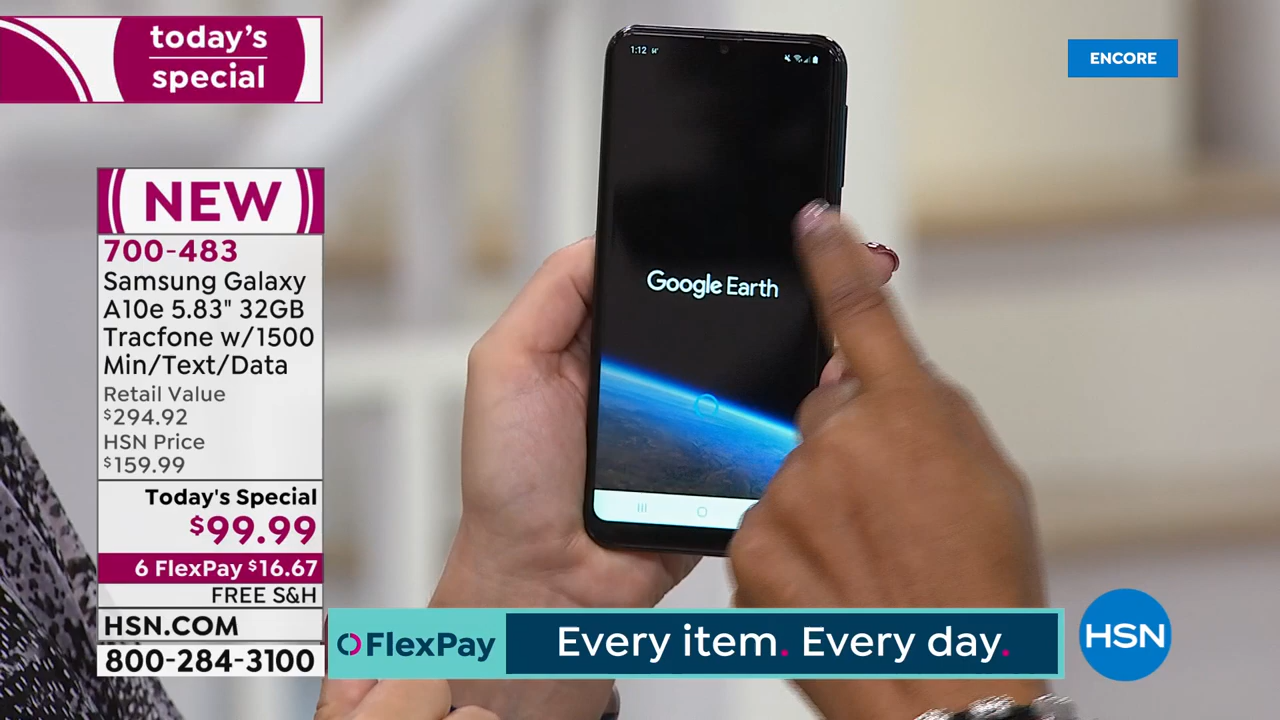 today's
special
ENCORE
1:12
NEW
700-483
Samsung Galaxy
A10e 5.83" 32GB
Tracfone w/1500
Min/Text/Data
Retail Value
$294.92
HSN Price
$159.99
Today's Special
$99.99
6 FlexPay $16.67
FREE S&H
HSN.COM
800-284-3100
Google Earth
FlexPay
Every item. Every day.
HSN